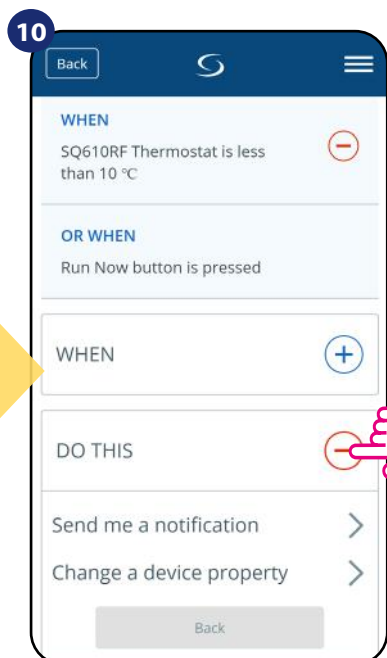 10
Back
WHEN
SQ610RF Thermostat is less
than 10 °C
OR WHEN
Run Now button is pressed
WHEN
DO THIS
Send me a notification
Change a device property
Back